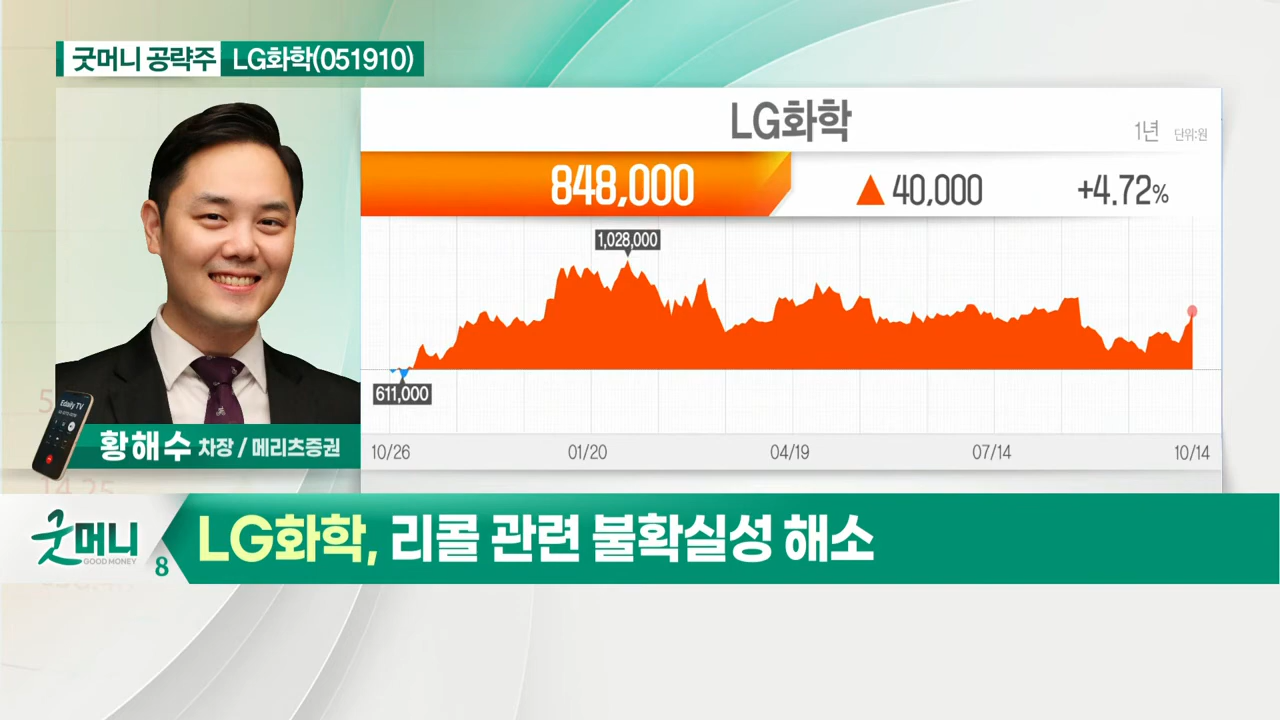 굿머니 공략주 LG화학(051910)
LG화학
1년 단위:원
848,000 ▲ 40,000 +4.72%
1,028,000
611,000
10/26 01/20 04/19 07/14 10/14
Edaily TV
황해수 차장 / 메리츠증권
굿머니
GOOD MONEY
8
LG화학, 리콜 관련 불확실성 해소